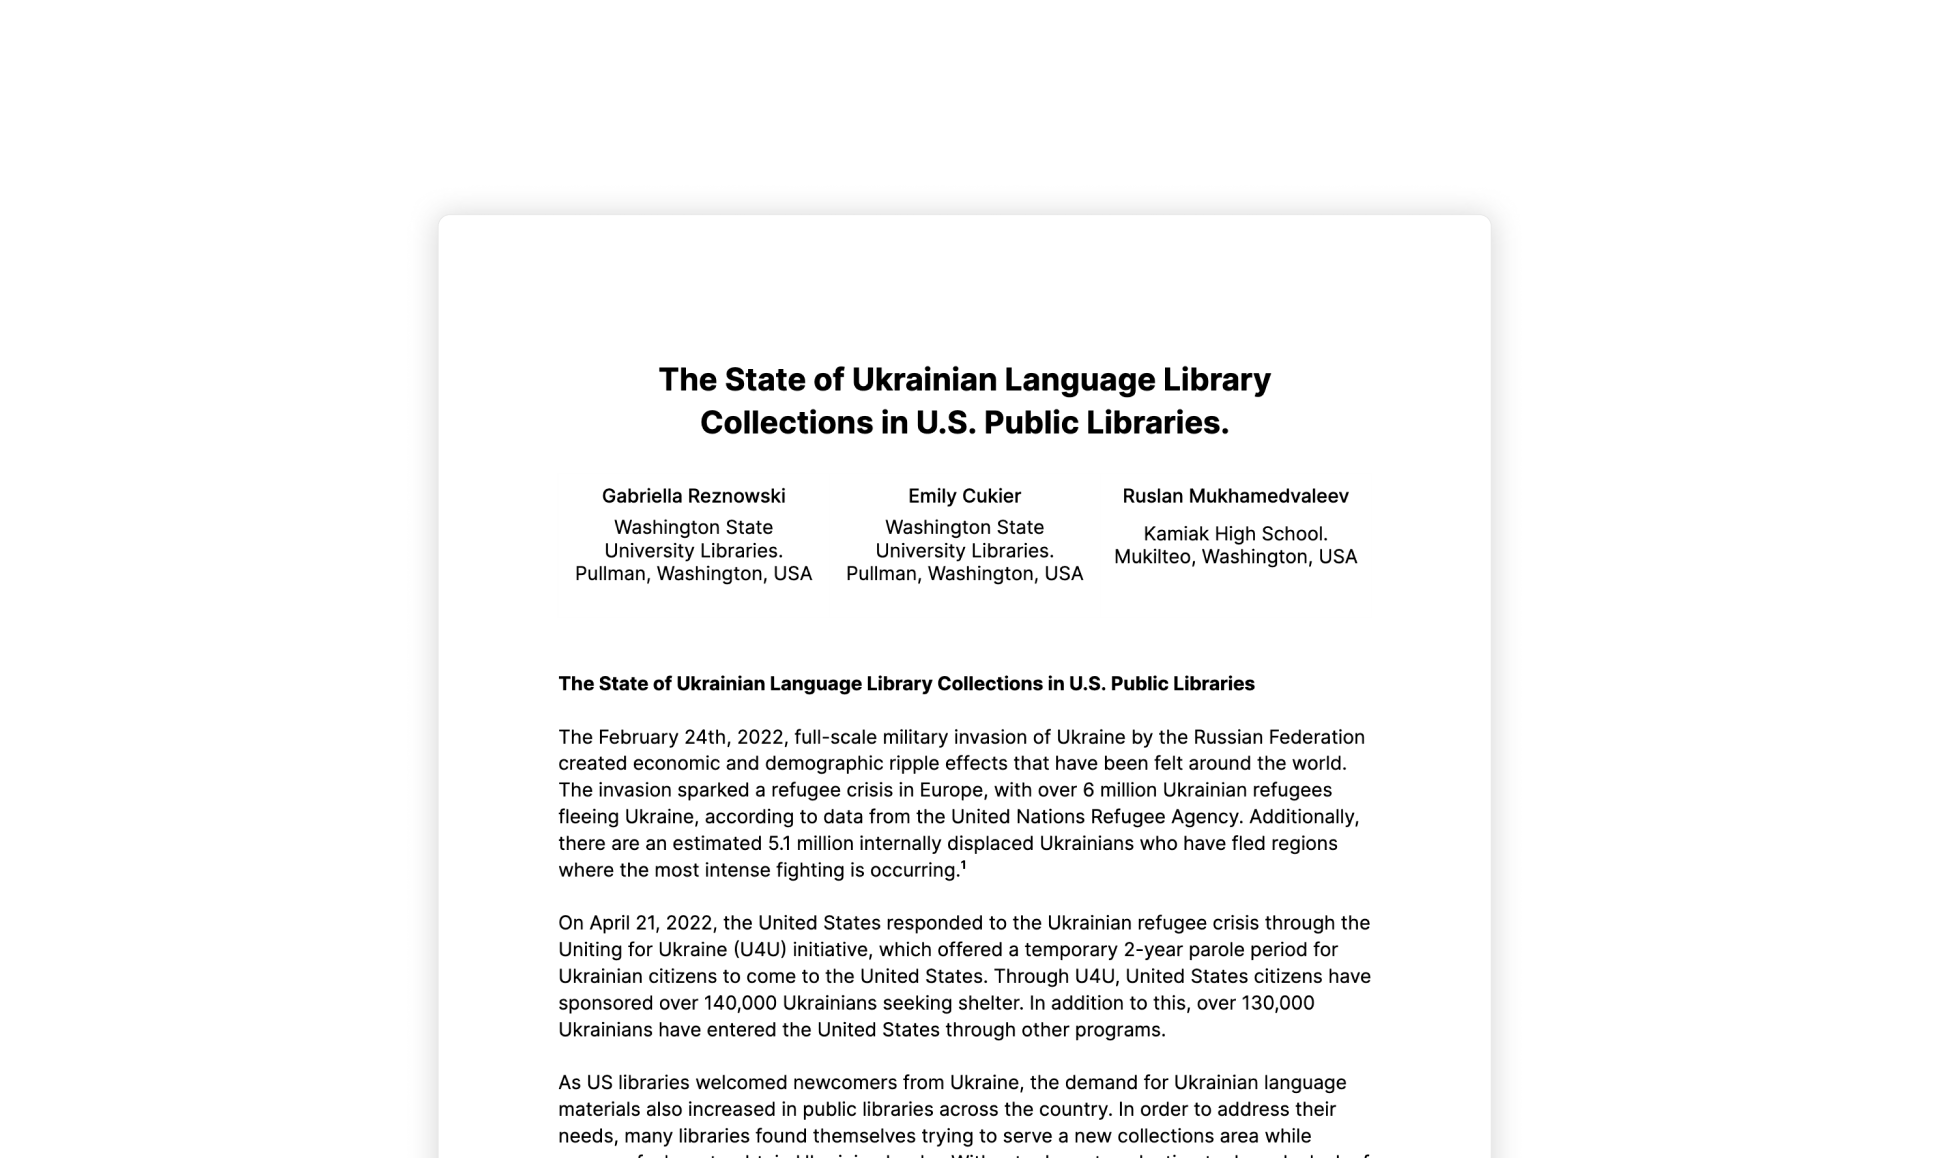 The State of Ukrainian Language Library
Collections in U.S. Public Libraries.
Gabriella Reznowski
Washington State
University Libraries.
Pullman, Washington, USA
Emily Cukier
Washington State
University Libraries.
Pullman, Washington, USA
Ruslan Mukhamedvaleev
Kamiak High School.
Mukilteo, Washington, USA
The State of Ukrainian Language Library Collections in U.S. Public Libraries
The February 24th, 2022, full-scale military invasion of Ukraine by the Russian Federation
created economic and demographic ripple effects that have been felt around the world.
The invasion sparked a refugee crisis in Europe, with over 6 million Ukrainian refugees
fleeing Ukraine, according to data from the United Nations Refugee Agency. Additionally,
there are an estimated 5.1 million internally displaced Ukrainians who have fled regions
where the most intense fighting is occurring.¹
On April 21, 2022, the United States responded to the Ukrainian refugee crisis through the
Uniting for Ukraine (U4U) initiative, which offered a temporary 2-year parole period for
Ukrainian citizens to come to the United States. Through U4U, United States citizens have
sponsored over 140,000 Ukrainians seeking shelter. In addition to this, over 130,000
Ukrainians have entered the United States through other programs.
As US libraries welcomed newcomers from Ukraine, the demand for Ukrainian language
materials also increased in public libraries across the country. In order to address their
needs, many libraries found themselves trying to serve a new collections area while